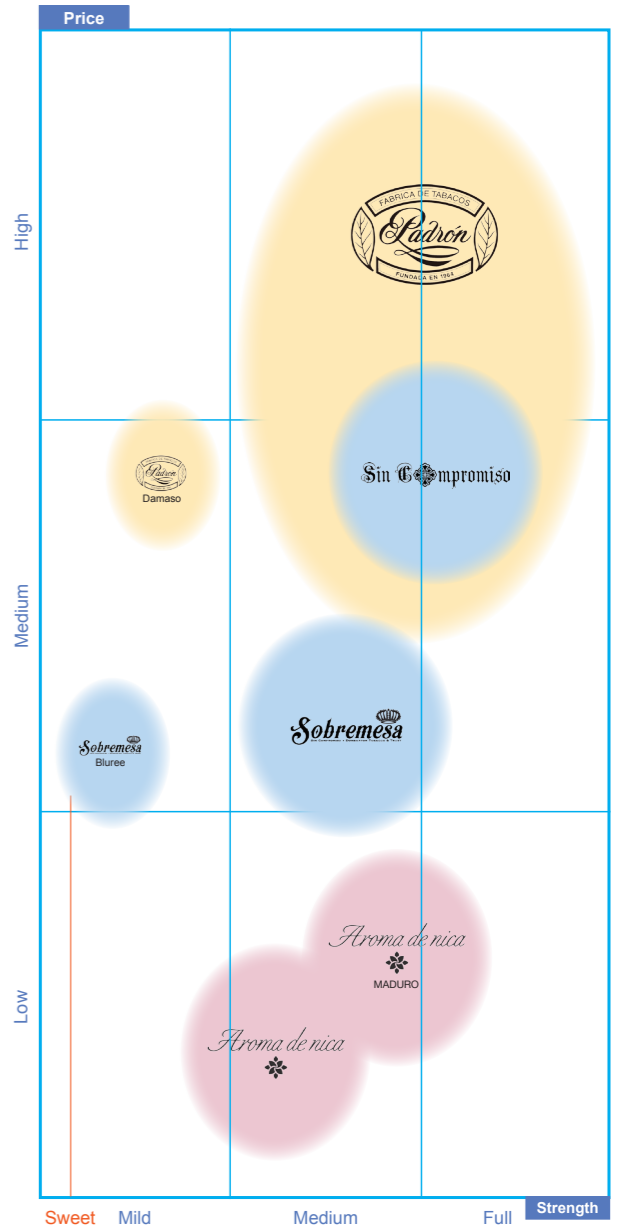 Price
High
FABRICA DE TABACOS
Padrón
FUNDADA EN 1964
Padrón
Damaso
Sin Compromiso
Medium
Sobremesa
Sobremesa
Bluree
Aroma de nica
MADURO
Low
Aroma de nica
Sweet Mild Medium Full Strength